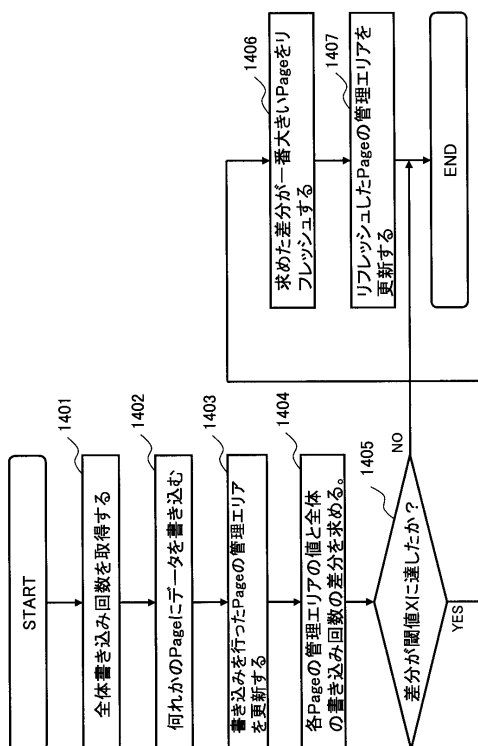 START
1401
全体書き込み回数を取得する
1402
何れかのPageにデータを書き込む
1403
書き込みを行ったPageの管理エリア
を更新する
1404
各Pageの管理エリアの値と全体
の書き込み回数の差分を求める。
1405
差分が閾値Xに達したか？
NO
YES
1406
求めた差分が一番大きいPageをリ
フレッシュする
1407
リフレッシュしたPageの管理エリアを
更新する
END